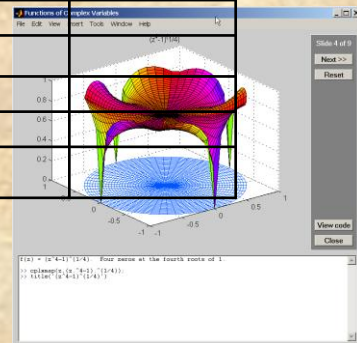 Functions of Complex Variables
File Edit View Insert Tools Window Help
(z^4-1)^(1/4)
Slide 4 of 9
Next >>
Reset
1
0.8
0.6
0.4
0.2
0
1
0.5
0
-0.5
-1
-1
-0.5
0
0.5
1
View code
Close
f(z) = (z^4-1)^(1/4) Four zeros at the fourth roots of 1.
>> cplxmap(z,(z.^4-1).^(1/4));
>> title('(z^4-1)^(1/4)')